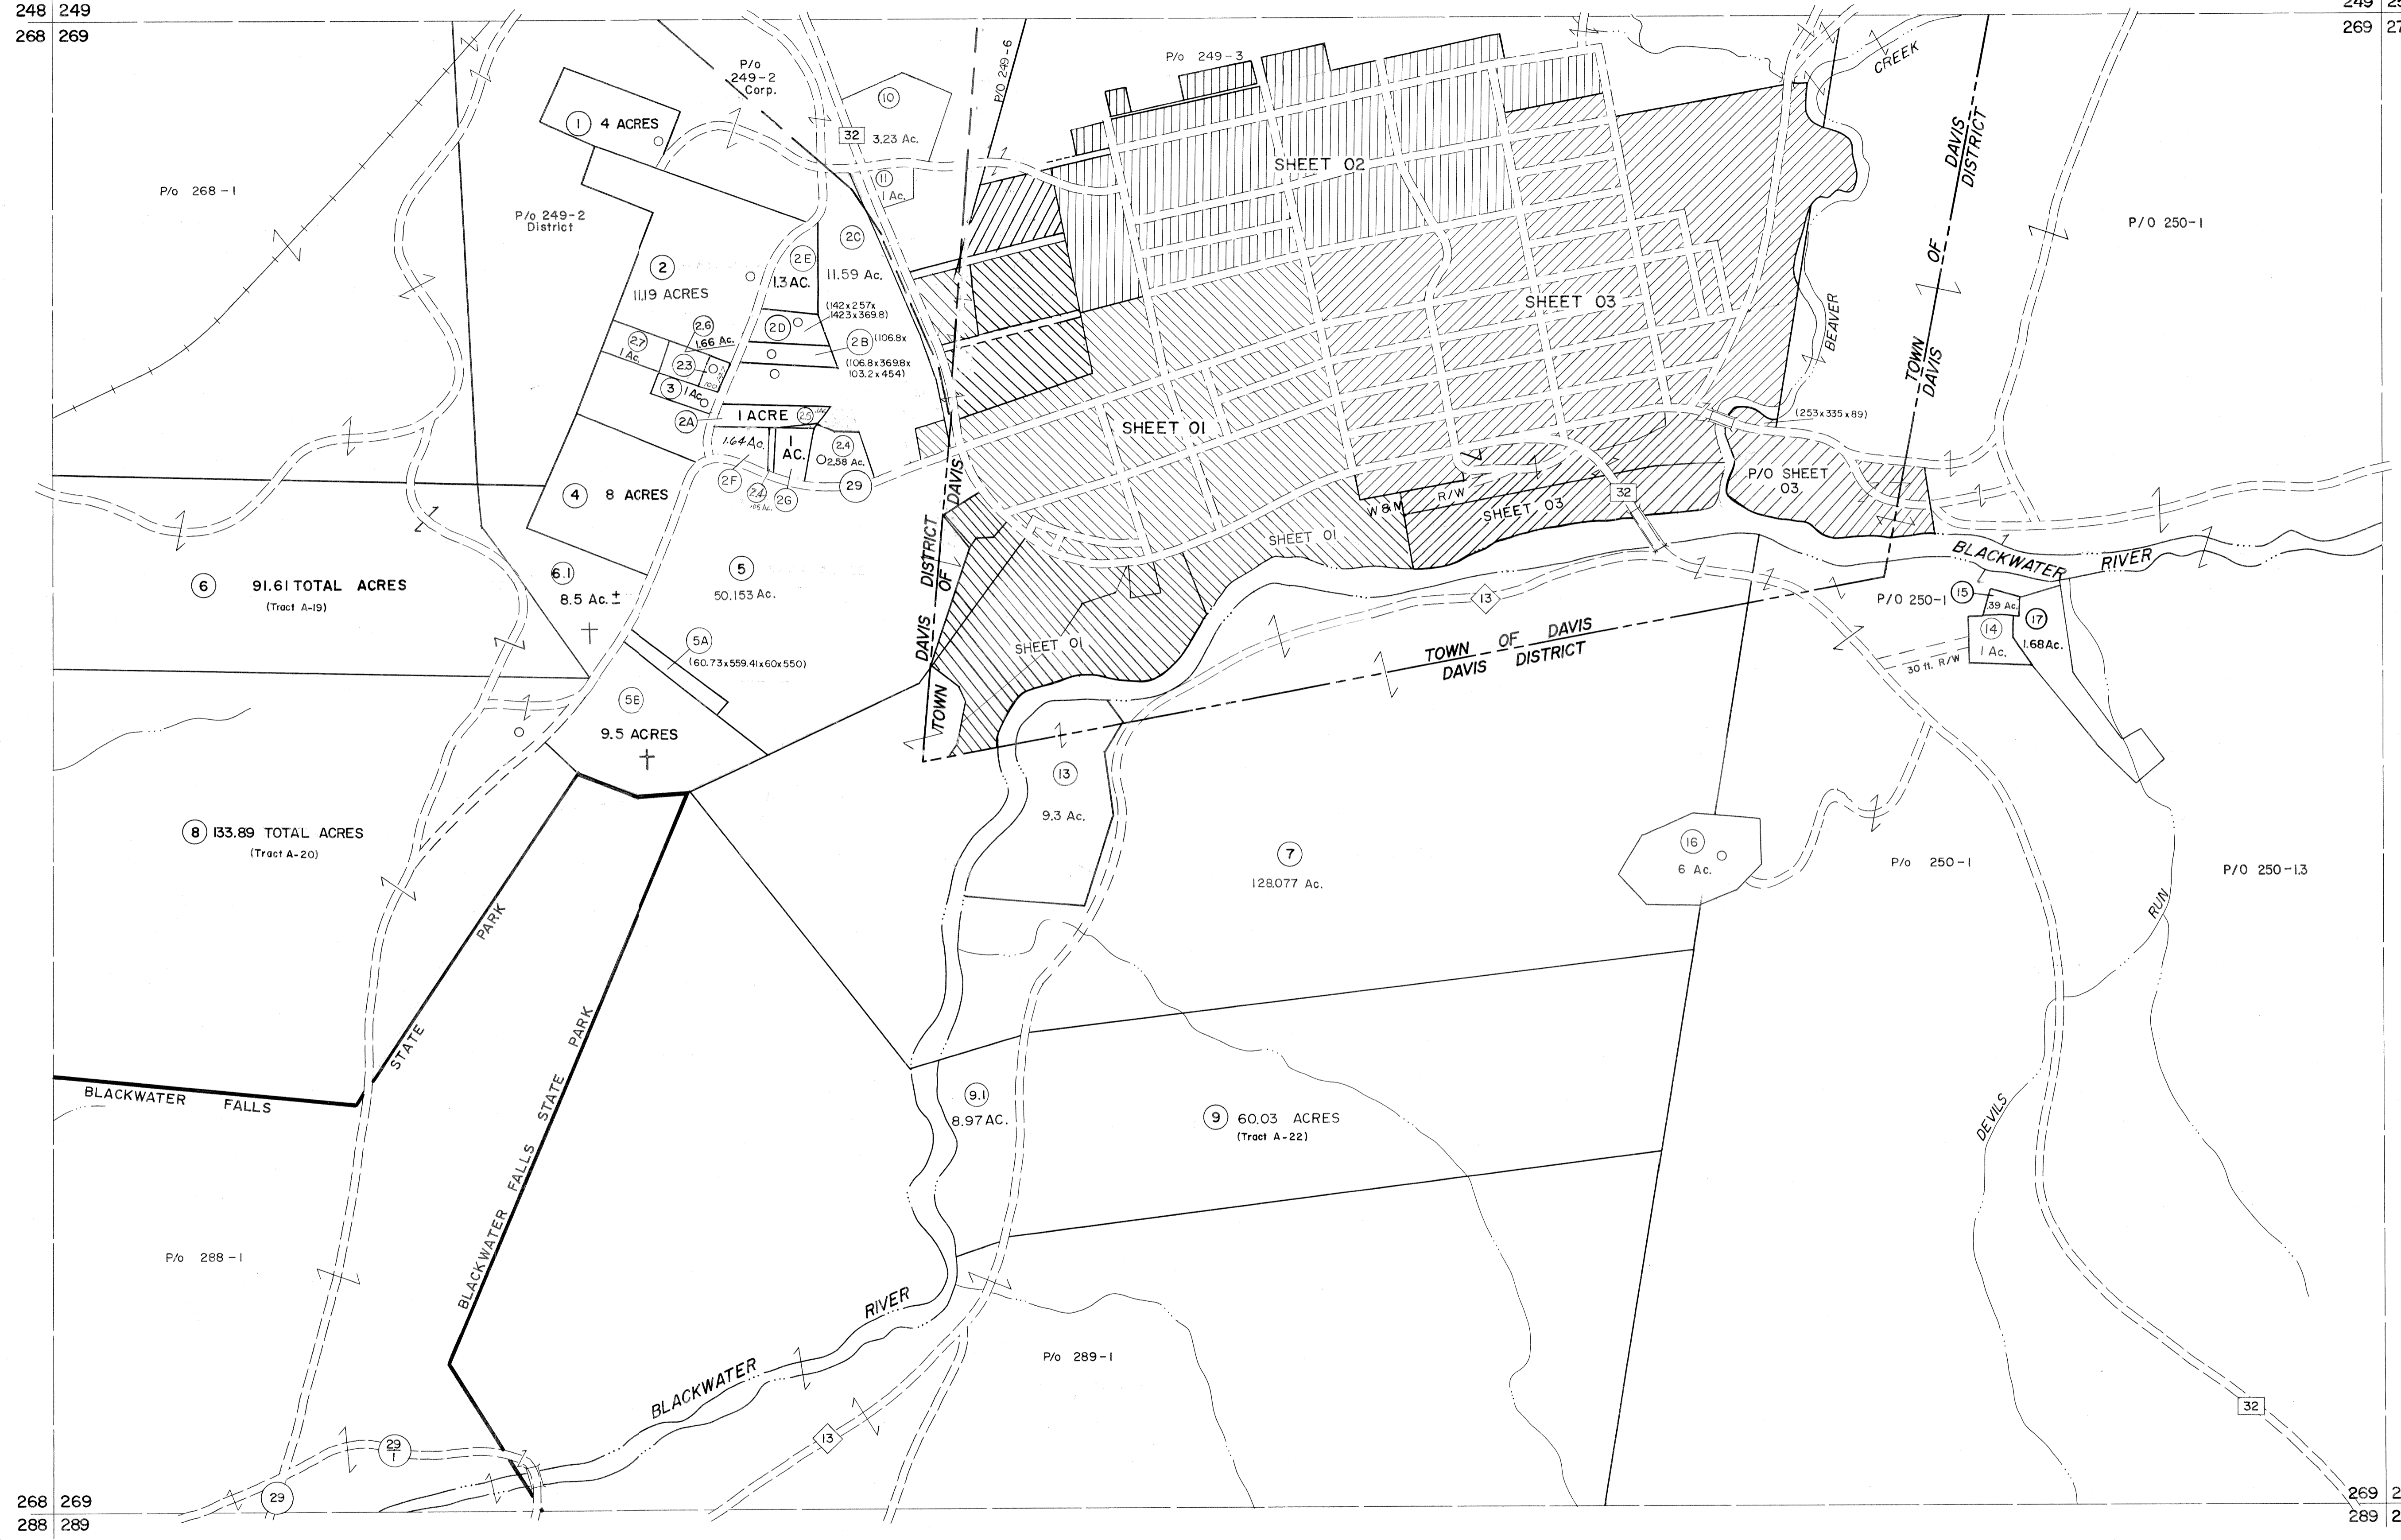 248 249
268 269
249
269
P/o
249-2
Corp.
P/O 249-6
P/o 249-3
CREEK
1 4 ACRES
10
3.23 Ac.
32
11
1 Ac.
SHEET 02
TOWN OF DAVIS
DAVIS DISTRICT
P/o 268-1
P/o 249-2
District
P/O 250-1
2
11.19 ACRES
2C
11.59 Ac.
2E
1.3 AC.
(142x257x
1423x369.8)
2D
2B (106.8x
(106.8x369.8x
103.2x454)
2.6
1.66 Ac.
2.7
1 Ac.
2.3
3 1 Ac.
2A
1 ACRE 2.5
1.64 Ac.
1
AC.
2.4
2.58 Ac.
2F
2.4
2G
29
SHEET 03
BEAVER
SHEET 01
(253x335x89)
P/O SHEET
03
4 8 ACRES
W & M
R/W
SHEET 03
32
SHEET 01
BLACKWATER RIVER
DAVIS DISTRICT
TOWN OF DAVIS
6 91.61 TOTAL ACRES
(Tract A-19)
6.1
8.5 Ac. ±
5
50.153 Ac.
5A
(60.73x559.41x60x550)
SHEET 01
13
TOWN OF DAVIS
DAVIS DISTRICT
P/O 250-1
15
.39 Ac.
14
1 Ac.
17
1.68Ac.
30 ft. R/W
5B
9.5 ACRES
13
9.3 Ac.
8 133.89 TOTAL ACRES
(Tract A-20)
7
128.077 Ac.
16
6 Ac.
P/o 250-1
P/O 250-1.3
STATE PARK
BLACKWATER FALLS
BLACKWATER FALLS STATE PARK
DEVILS RUN
9.1
8.97 AC.
9 60.03 ACRES
(Tract A-22)
P/o 288-1
BLACKWATER RIVER
P/o 289-1
32
29
1
13
29
268 269
288 289
269
289